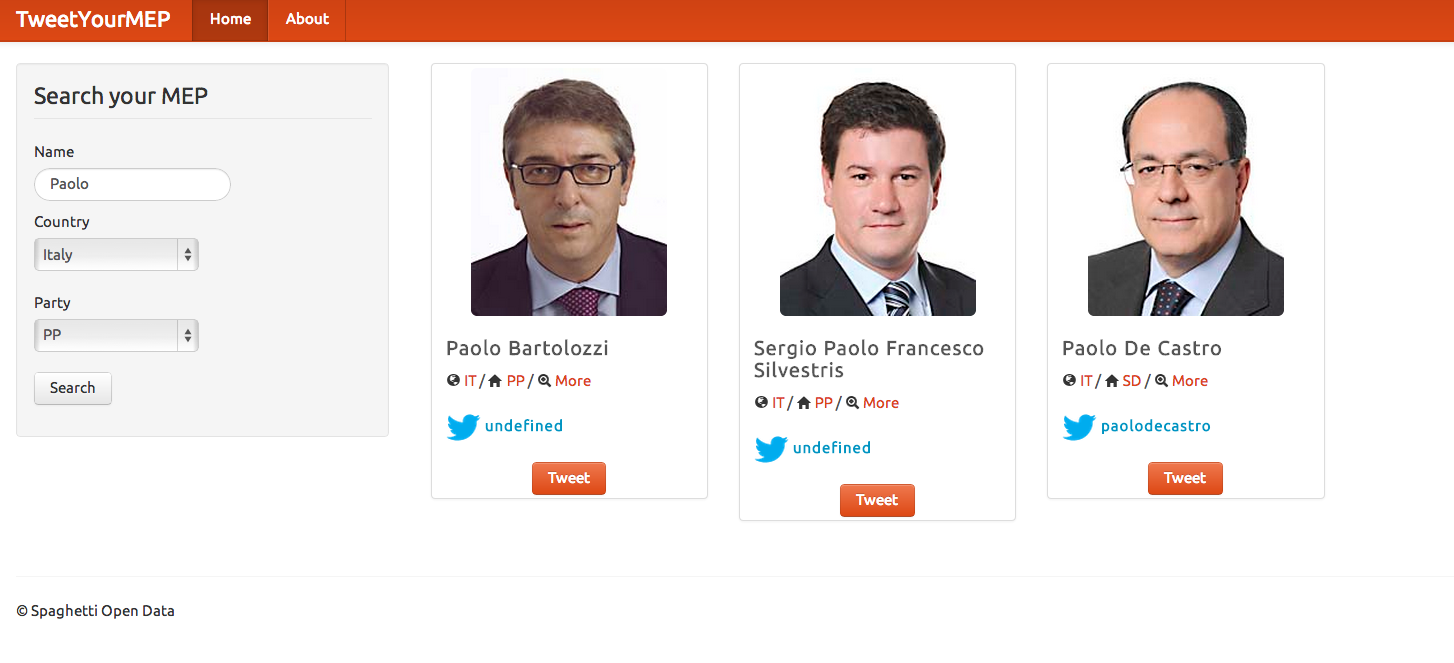 TweetYourMEP Home About
Search your MEP
Name
Paolo
Country
Italy
Party
PP
Search
Paolo Bartolozzi
IT / PP / More
undefined
Tweet
Sergio Paolo Francesco
Silvestris
IT / PP / More
undefined
Tweet
Paolo De Castro
IT / SD / More
paolodecastro
Tweet
© Spaghetti Open Data